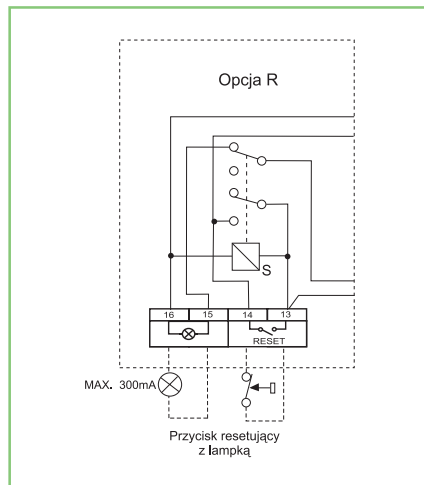 Opcja R
S
16 15 14 13
RESET
MAX. 300mA
Przycisk resetujący
z lampką